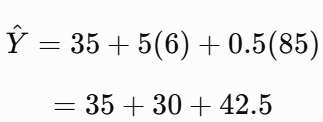 Ŷ = 35 + 5(6) + 0.5(85)
= 35 + 30 + 42.5